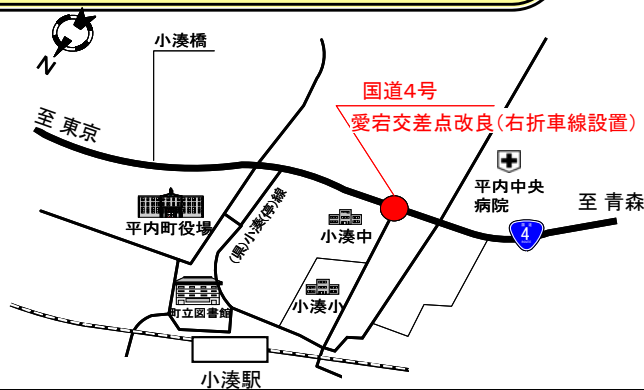 N
小湊橋
国道4号
愛宕交差点改良(右折車線設置)
至 東京
平内中央
病院
至 青森
4
平内町役場
(県)小湊(停)線
小湊中
町立図書館
小湊小
小湊駅